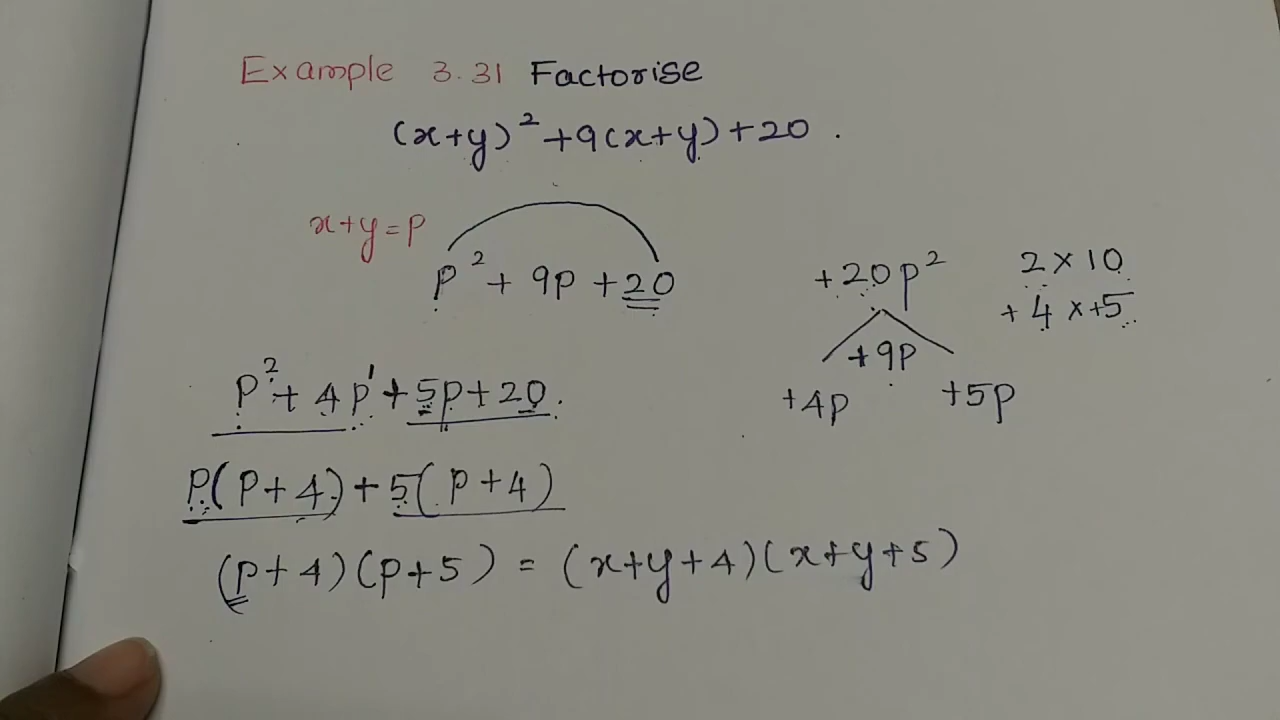 Example 3.31 Factorise
(x+y)² + 9(x+y) + 20.
x+y=p
p² + 9p + 20
+20p²
2 × 10
+4 × +5
+9p
+4p +5p
p² + 4p' + 5p + 20.
p(p+4) + 5(p+4)
(p+4)(p+5) = (x+y+4)(x+y+5)